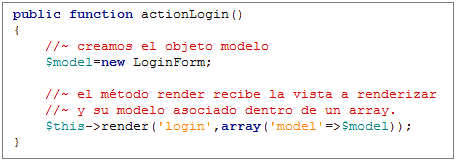 public function actionLogin()
{
//~ creamos el objeto modelo
$model=new LoginForm;
//~ el método render recibe la vista a renderizar
//~ y su modelo asociado dentro de un array.
$this->render('login',array('model'=>$model));
}